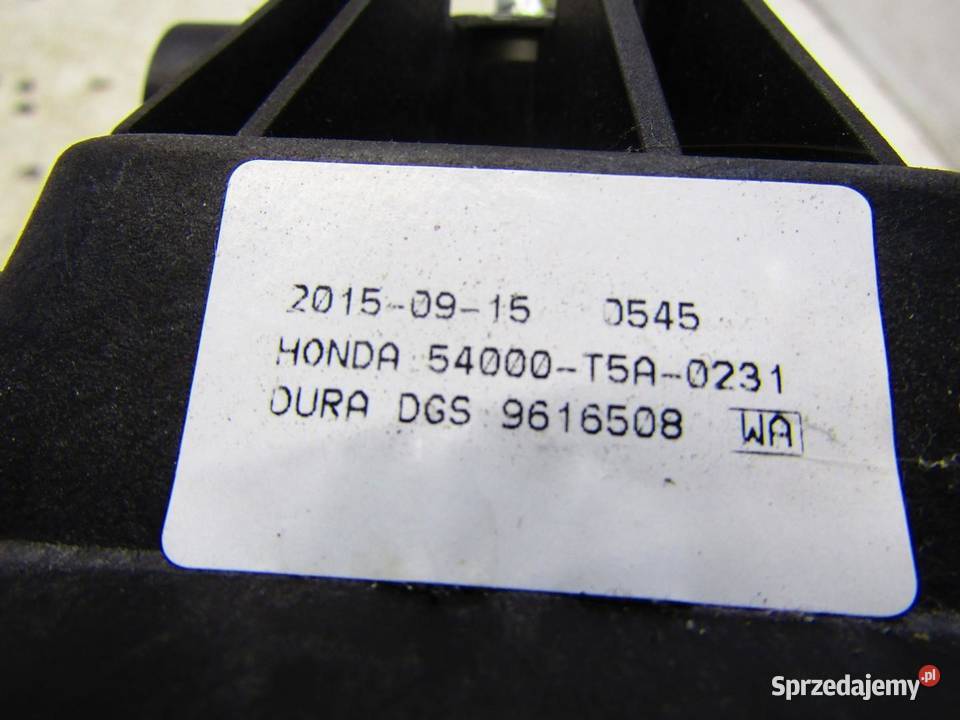 2015-09-15 0545
HONDA 54000-T5A-0231
DURA DGS 9616508 WA
Sprzedajemy.pl